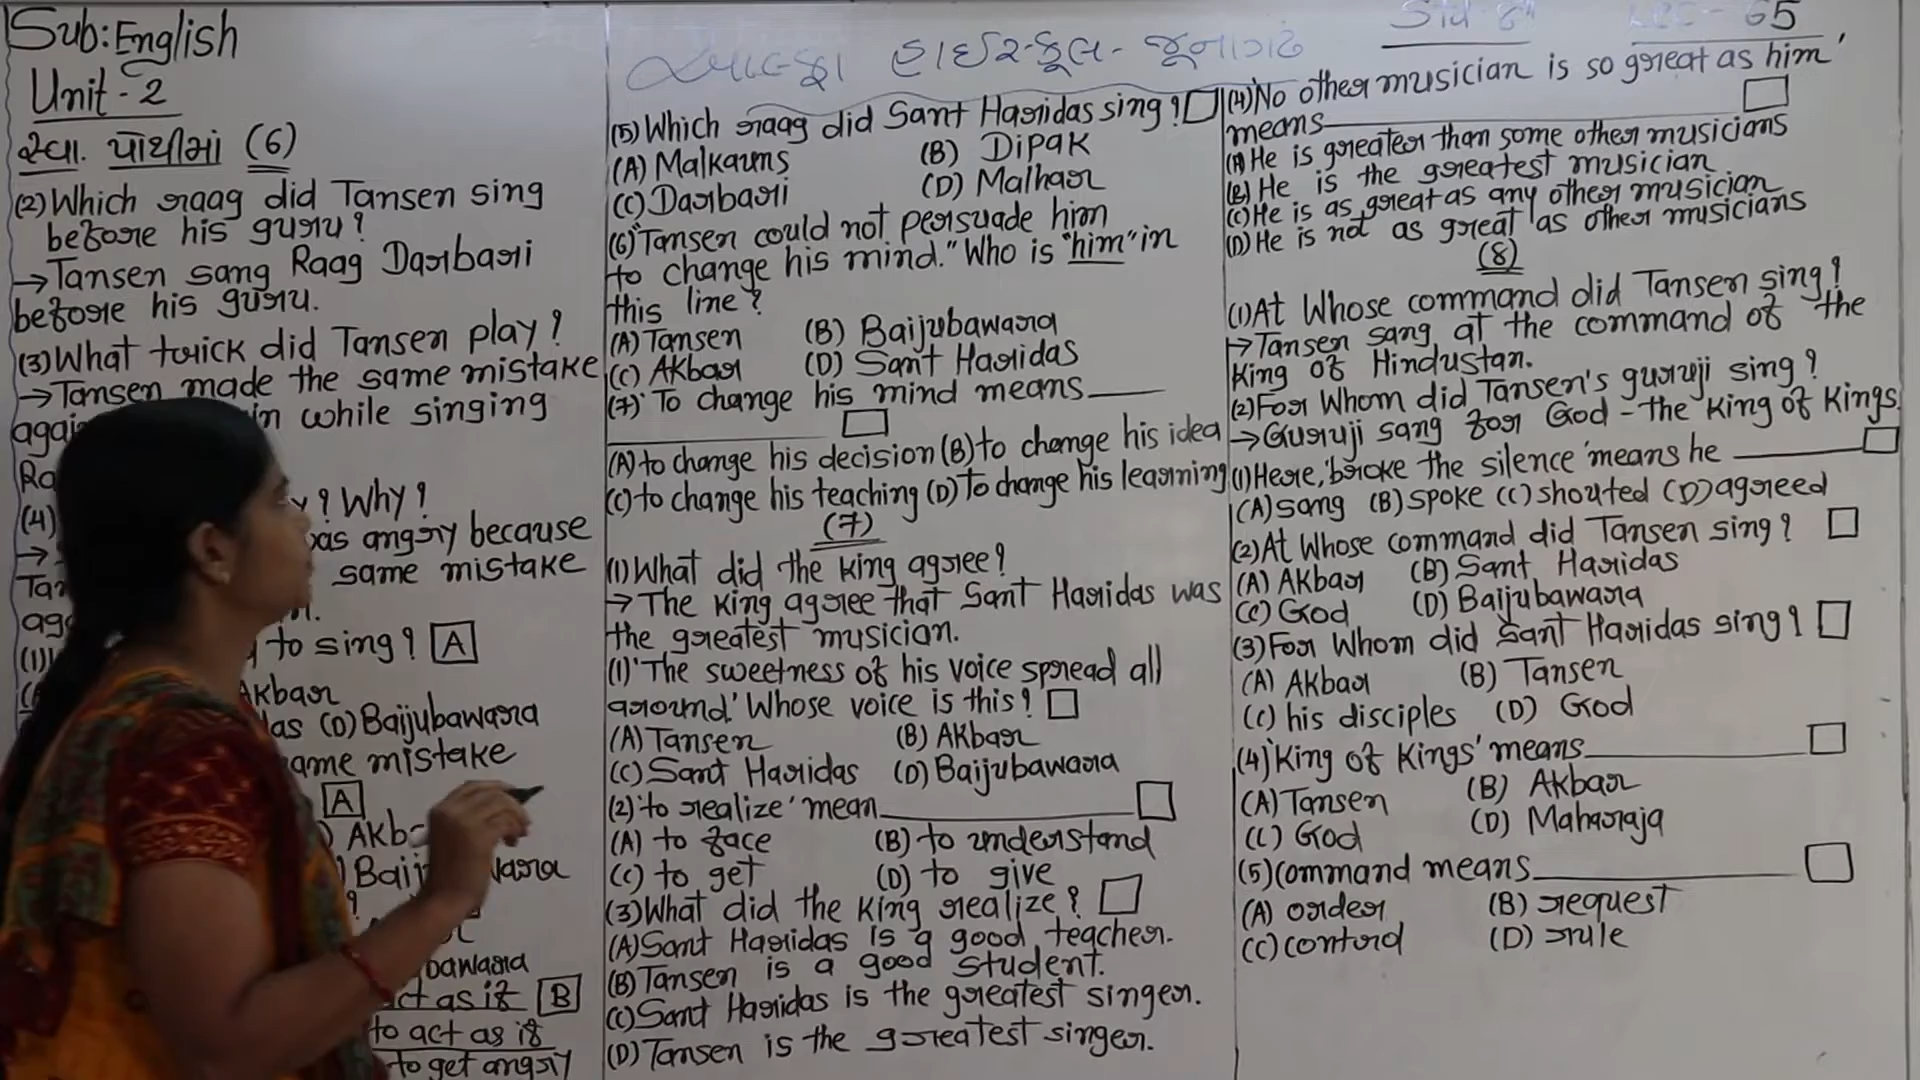 Sub: English
Unit-2
સ્વા. પોથીમાં (6)
(2) Which raag did Tansen sing
before his guru?
→ Tansen sang Raag Darbari
before his guru.
(3) What trick did Tansen play?
→ Tansen made the same mistake
in while singing
? Why?
was angry because
same mistake
to sing? A
Akbar
(D) Baijubawara
same mistake
A
act as if B
to act as if
to get angry
હાઈસ્કૂલ - જૂનાગઢ
65
(5) Which raag did Sant Haridas sing?
(A) Malkauns (B) Dipak
(C) Darbari (D) Malhar
(6) "Tansen could not persuade him
to change his mind." Who is "him" in
this line?
(A) Tansen (B) Baijubawara
(C) Akbar (D) Sant Haridas
(7) 'To change his mind means
(A) to change his decision (B) to change his idea
(C) to change his teaching (D) To change his learning
(7)
(1) What did the king agree?
→ The king agree that Sant Haridas was
the greatest musician.
(1) 'The sweetness of his voice spread all
around.' Whose voice is this?
(A) Tansen (B) Akbar
(C) Sant Haridas (D) Baijubawara
(2) 'to realize' mean
(A) to face (B) to understand
(C) to get (D) to give
(3) What did the king realize?
(A) Sant Haridas is a good teacher.
(B) Tansen is a good student.
(C) Sant Haridas is the greatest singer.
(D) Tansen is the greatest singer.
(4) No other musician is so great as him'
means
(A) He is greater than some other musicians
(B) He is the greatest musician
(C) He is as great as any other musician
(D) He is not as great as other musicians
(8)
(1) At Whose command did Tansen sing?
→ Tansen sang at the command of the
king of Hindustan.
(2) For Whom did Tansen's guruji sing?
→ Guruji sang for God - the king of kings
(1) Here, 'broke the silence' means he
(A) sang (B) spoke (C) shouted (D) agreed
(2) At Whose command did Tansen sing?
(A) Akbar (B) Sant Haridas
(C) God (D) Baijubawara
(3) For Whom did Sant Haridas sing?
(A) Akbar (B) Tansen
(C) his disciples (D) God
(4) 'King of Kings' means
(A) Tansen (B) Akbar
(C) God (D) Maharaja
(5) Command means
(A) order (B) request
(C) control (D) rule